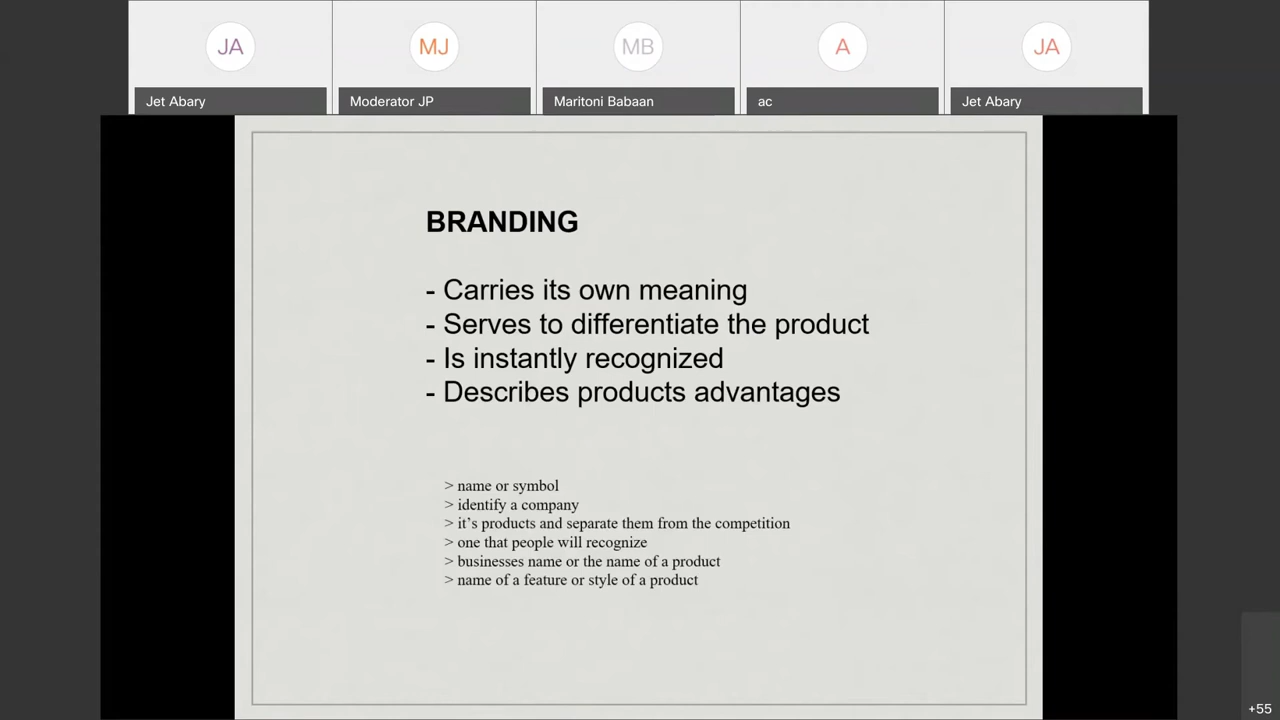 JA
MJ
MB
A
JA
Jet Abary
Moderator JP
Maritoni Babaan
ac
Jet Abary
BRANDING
- Carries its own meaning
- Serves to differentiate the product
- Is instantly recognized
- Describes products advantages
> name or symbol
> identify a company
> it's products and separate them from the competition
> one that people will recognize
> businesses name or the name of a product
> name of a feature or style of a product
+55